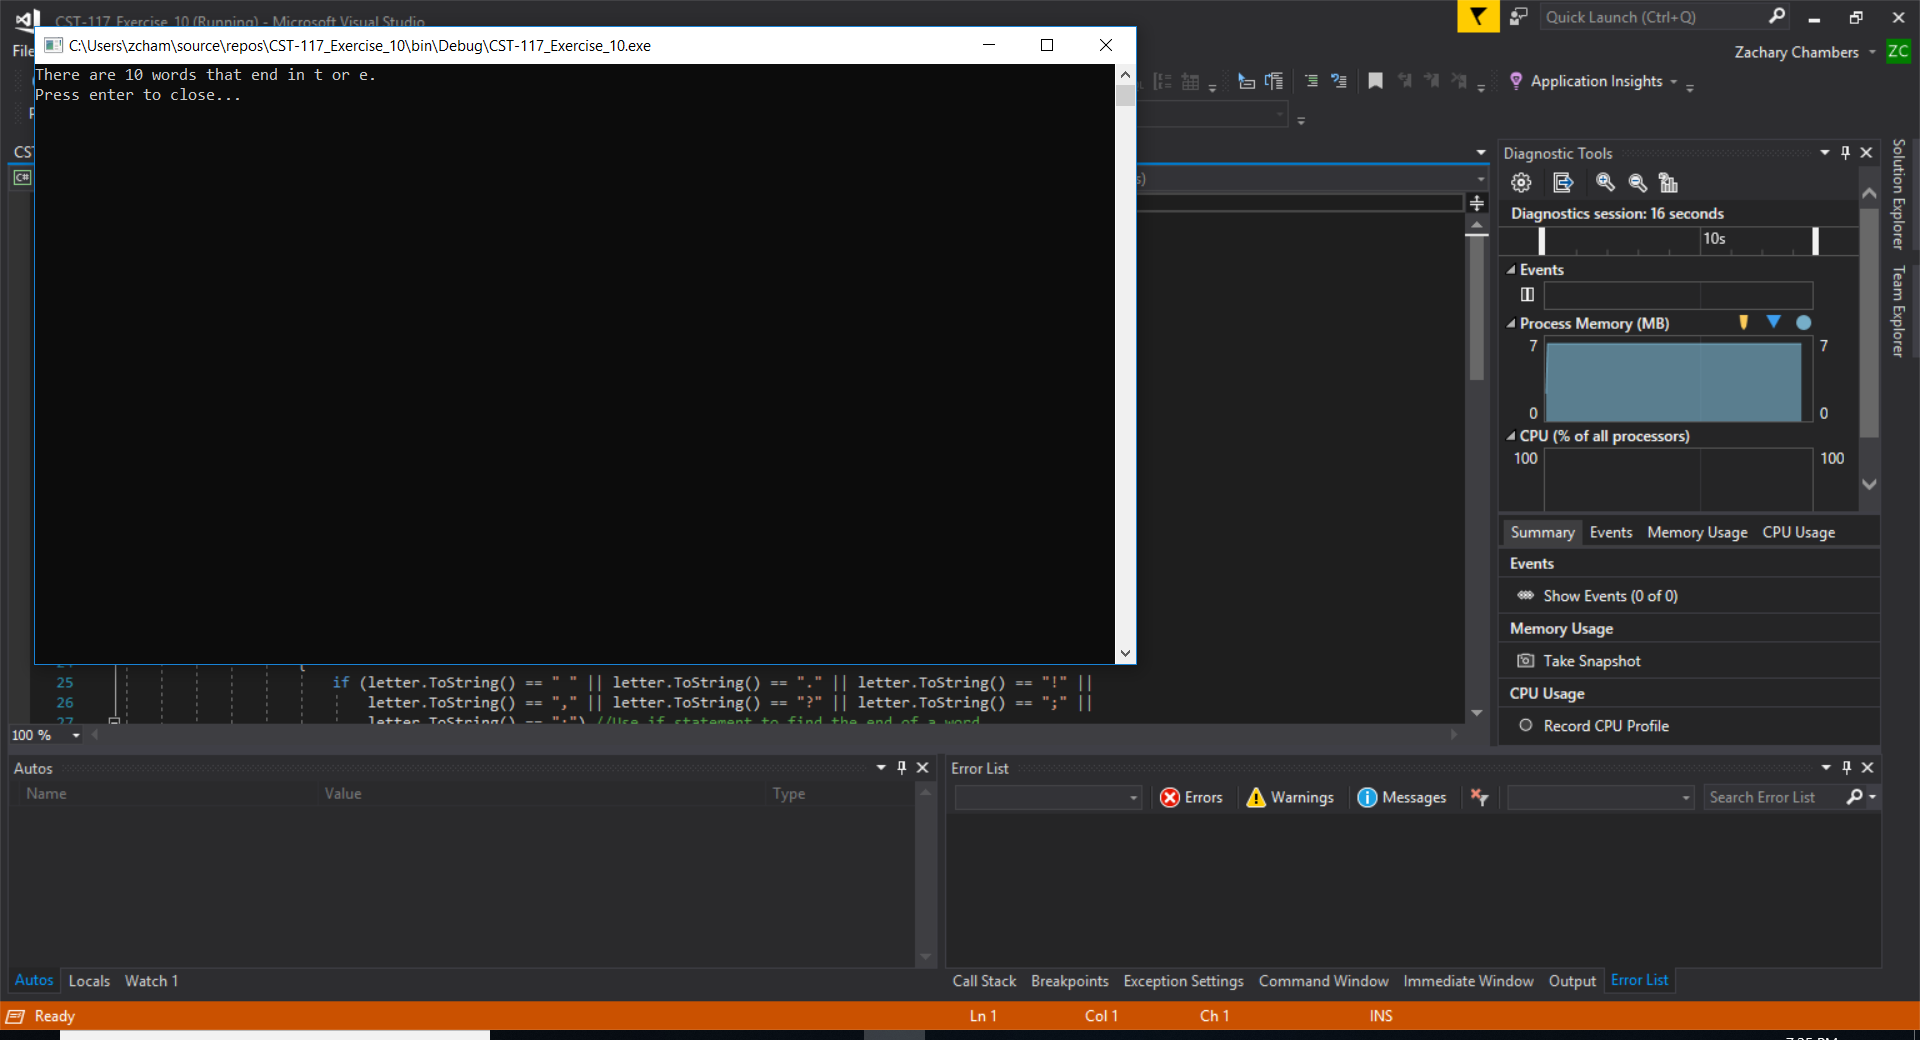 CST-117_Exercise_10 (Running) - Microsoft Visual Studio
Quick Launch (Ctrl+Q)
File
Zachary Chambers
ZC
C:\Users\zcham\source\repos\CST-117_Exercise_10\bin\Debug\CST-117_Exercise_10.exe
There are 10 words that end in t or e.
Press enter to close...
Application Insights
CST
C#
Diagnostic Tools
Diagnostics session: 16 seconds
10s
Events
Process Memory (MB)
7 7
0 0
CPU (% of all processors)
100 100
Summary Events Memory Usage CPU Usage
Events
Show Events (0 of 0)
Memory Usage
Take Snapshot
CPU Usage
Record CPU Profile
Solution Explorer
Team Explorer
25 if (letter.ToString() == " " || letter.ToString() == "." || letter.ToString() == "!" ||
26 letter.ToString() == "," || letter.ToString() == "?" || letter.ToString() == ";" ||
27 letter.ToString() == ":") //Use if statement to find the end of a word
100 %
Autos
Name Value Type
Autos Locals Watch 1
Error List
Errors Warnings Messages Search Error List
Call Stack Breakpoints Exception Settings Command Window Immediate Window Output Error List
Ready Ln 1 Col 1 Ch 1 INS